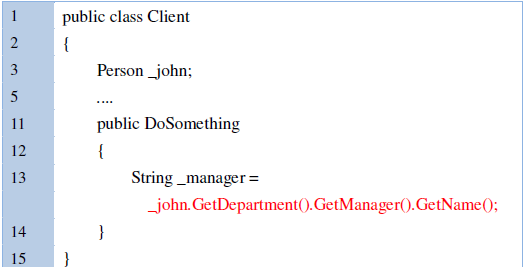 1 public class Client
2 {
3 Person _john;
5 ....
11 public DoSomething
12 {
13 String _manager =
_john.GetDepartment().GetManager().GetName();
14 }
15 }